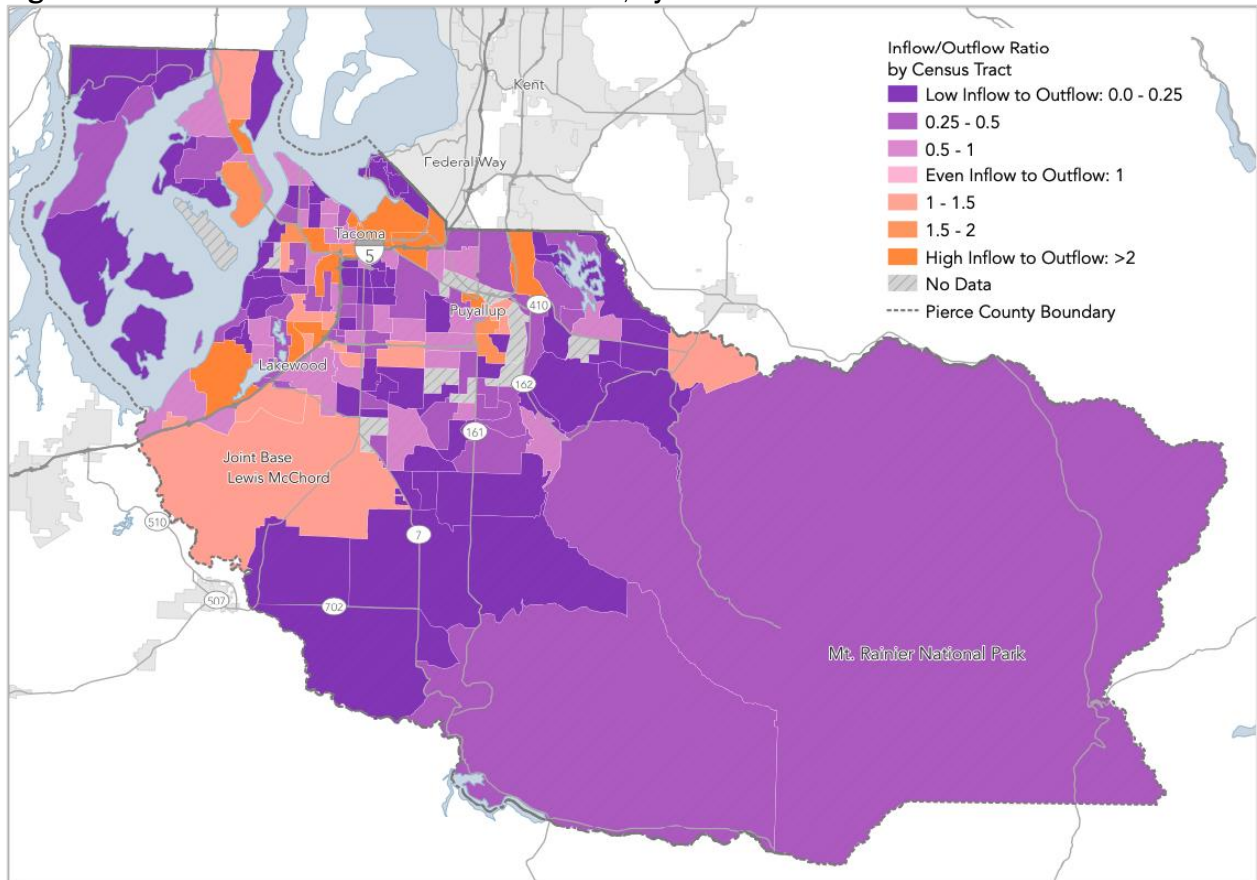 Kent
Federal Way
Inflow/Outflow Ratio
by Census Tract
Low Inflow to Outflow: 0.0 - 0.25
0.25 - 0.5
0.5 - 1
Even Inflow to Outflow: 1
1 - 1.5
1.5 - 2
High Inflow to Outflow: >2
No Data
Pierce County Boundary
Tacoma
5
410
Puyallup
Lakewood
162
161
Joint Base
Lewis McChord
510
7
507
702
Mt. Rainier National Park